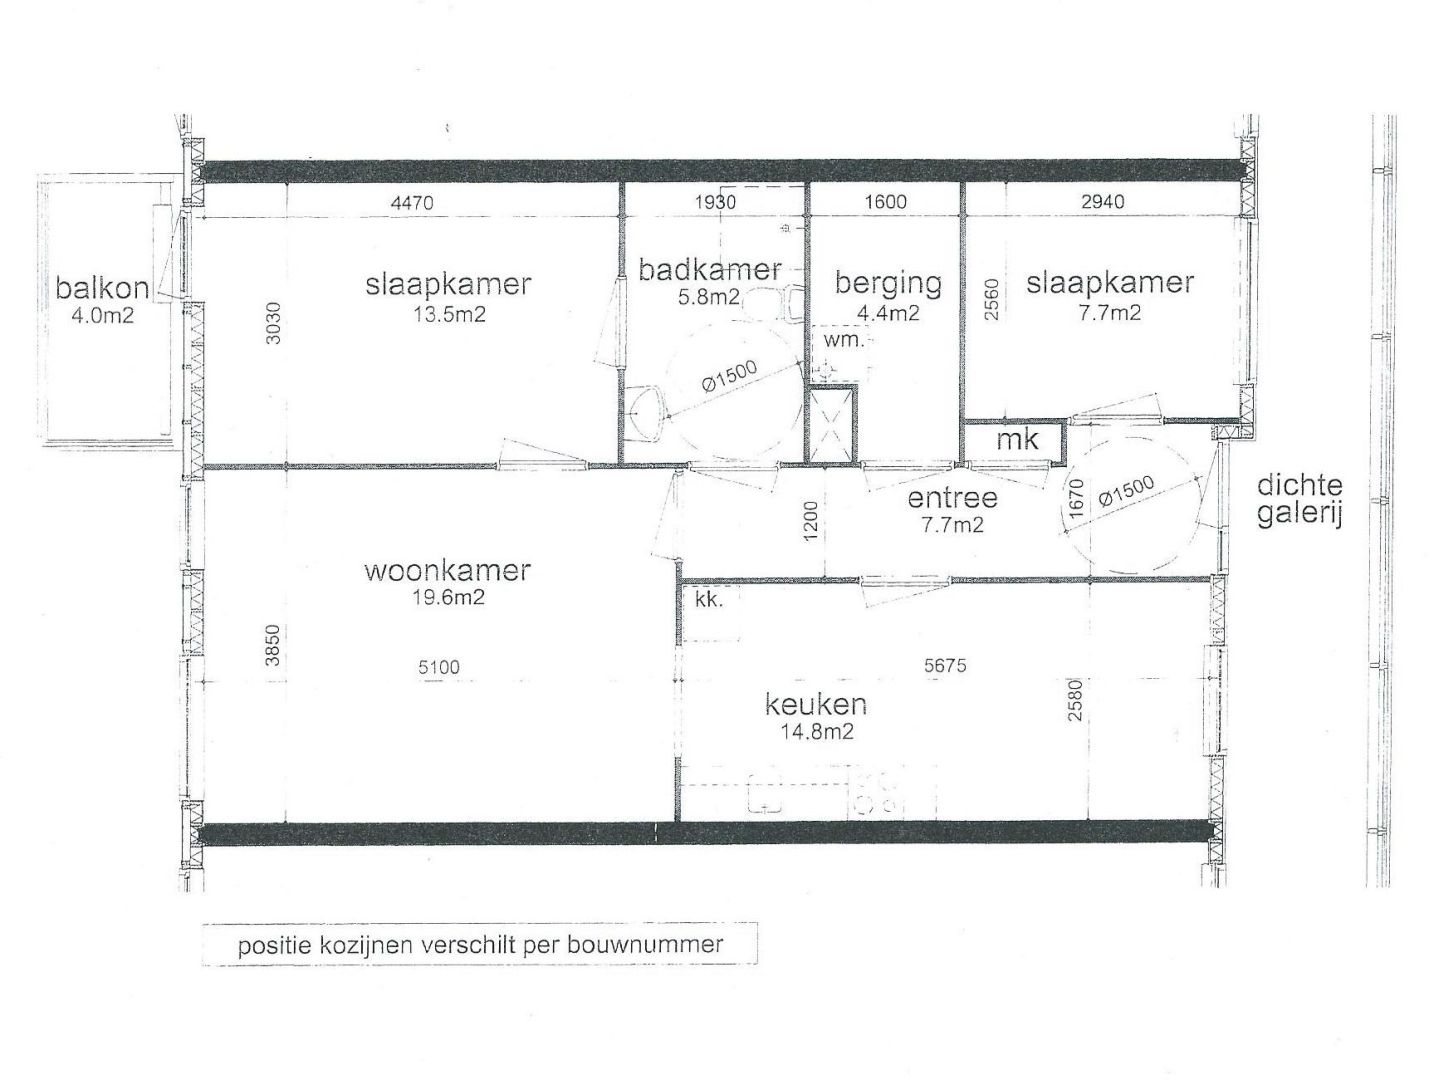 4470
1930
1600
2940
balkon
4.0m2
slaapkamer
13.5m2
3030
badkamer
5.8m2
Ø1500
berging
4.4m2
wm.
slaapkamer
7.7m2
2560
mk
entree
7.7m2
1200
1670
Ø1500
dichte
galerij
woonkamer
19.6m2
3850
5100
kk.
keuken
14.8m2
5675
2580
positie kozijnen verschilt per bouwnummer